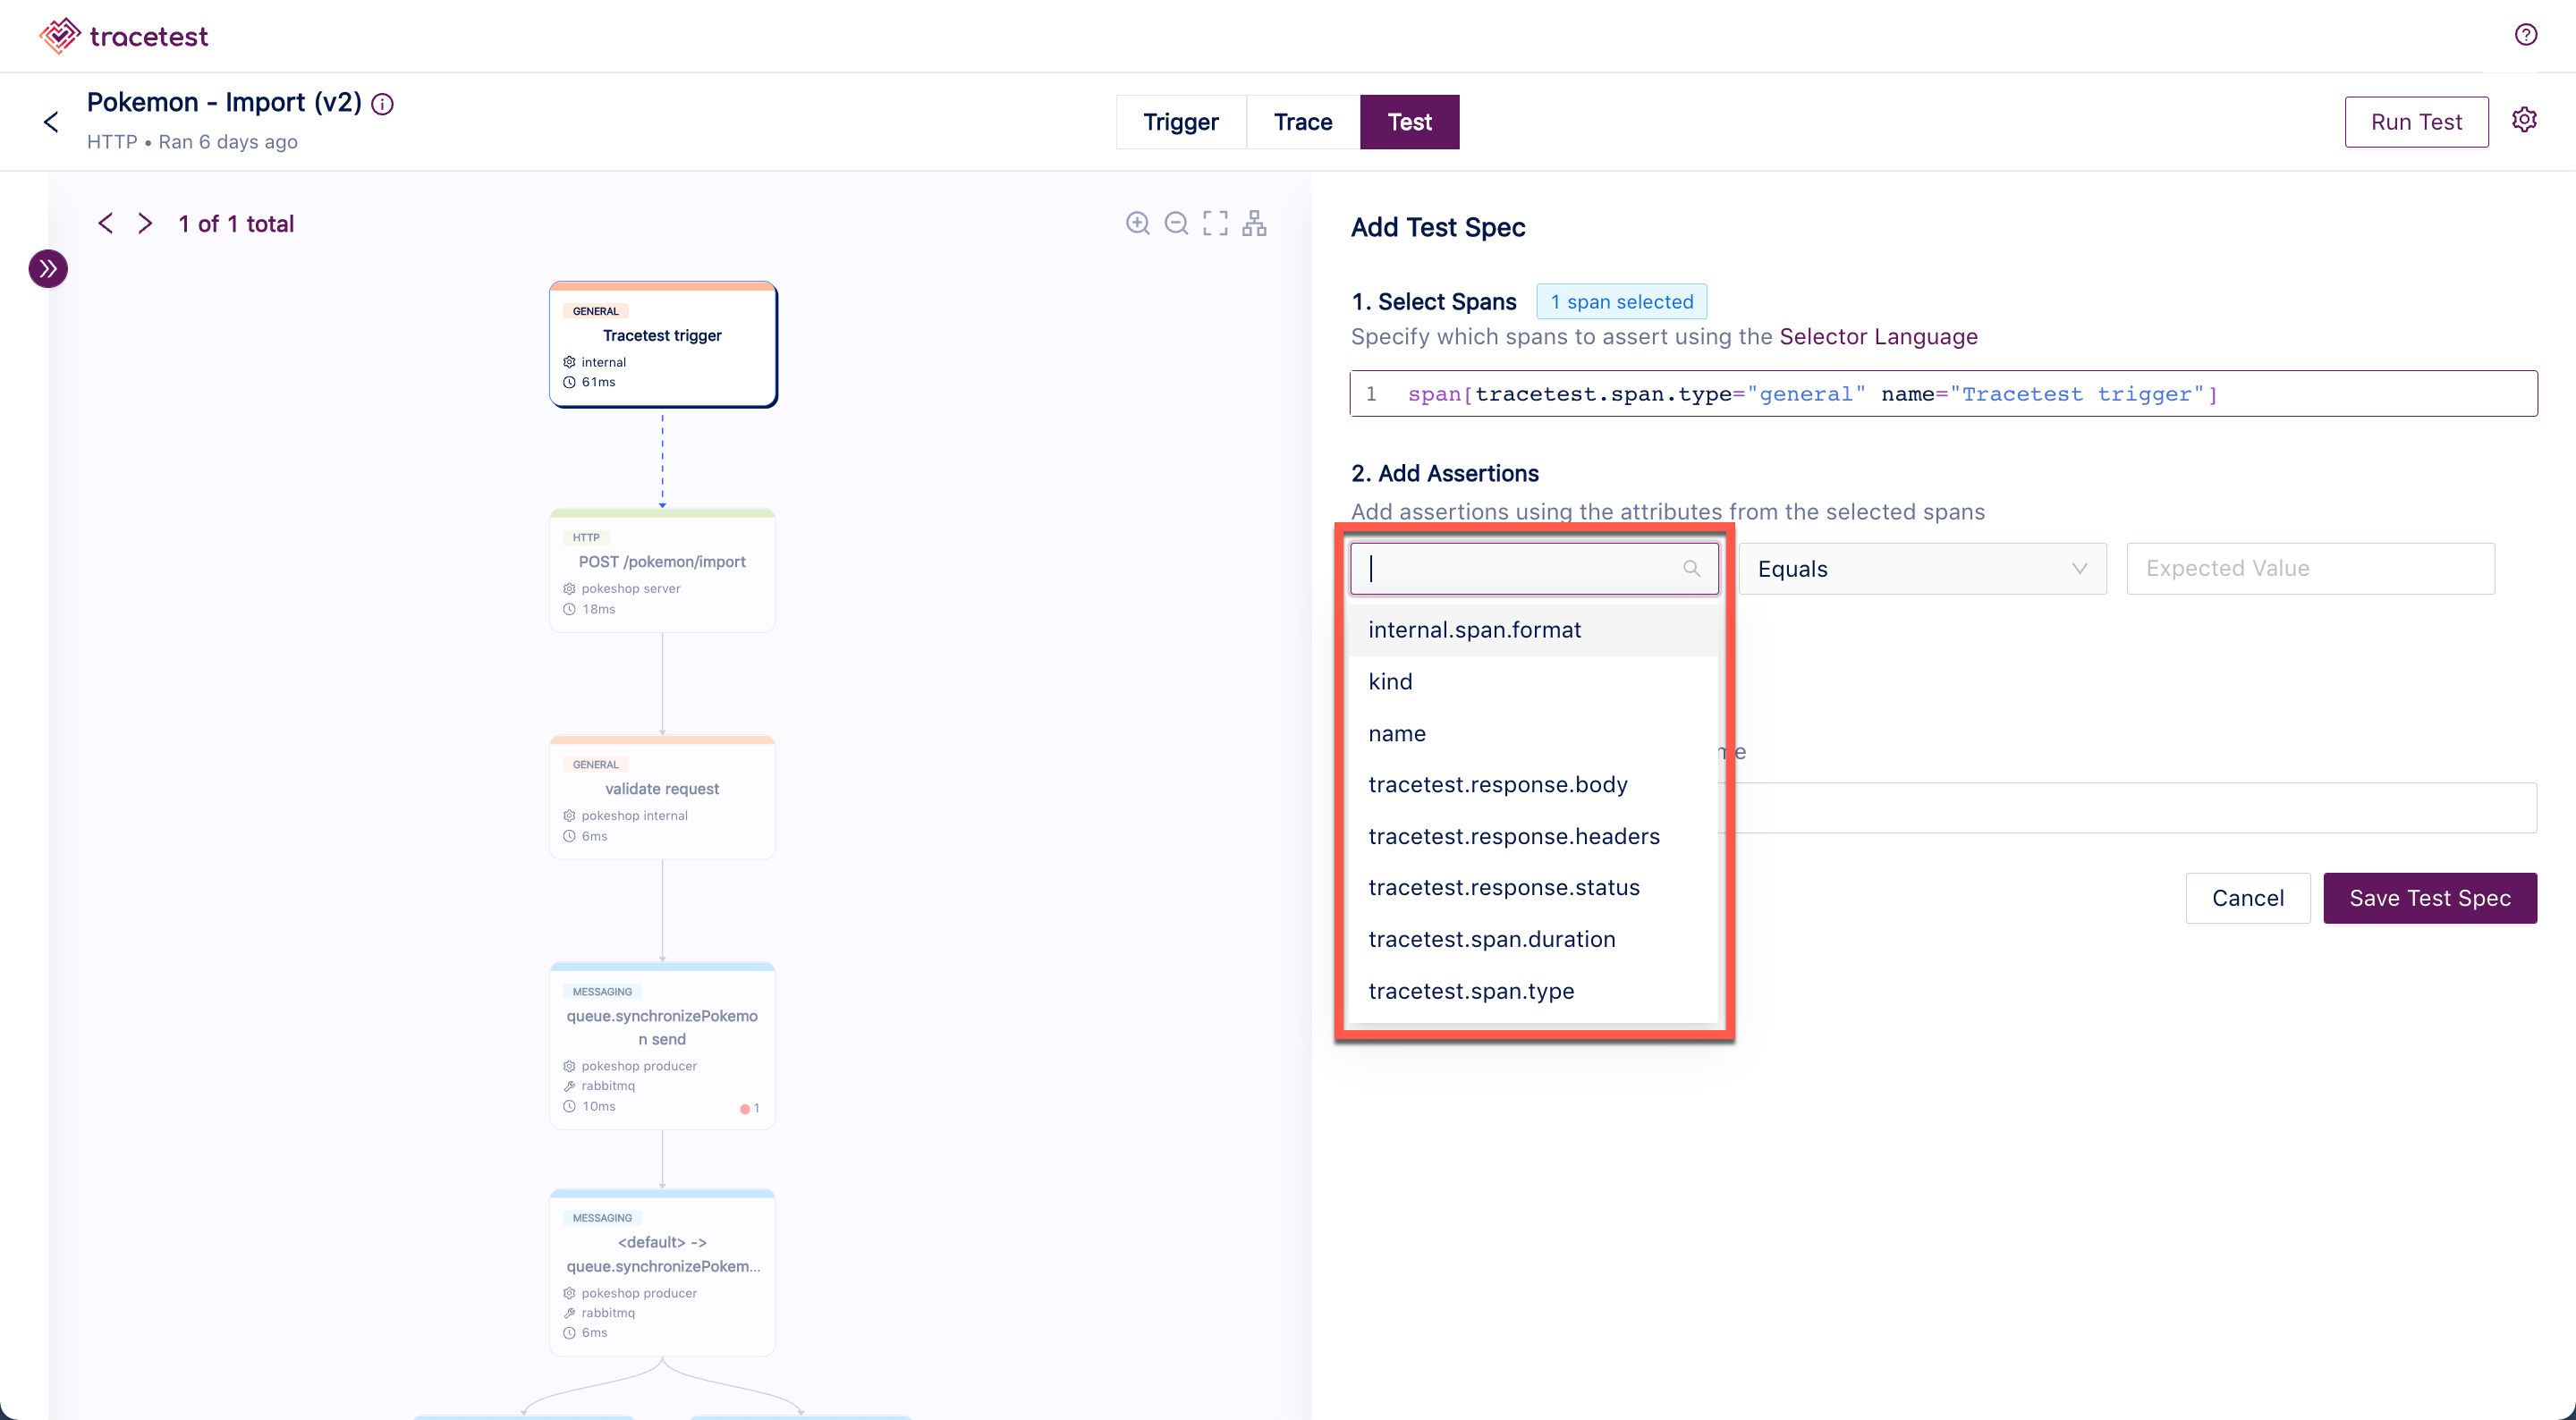 tracetest
Pokemon - Import (v2)
HTTP • Ran 6 days ago
Trigger
Trace
Test
Run Test
1 of 1 total
GENERAL
Tracetest trigger
internal
61ms
HTTP
POST /pokemon/import
pokeshop server
18ms
GENERAL
validate request
pokeshop internal
6ms
MESSAGING
queue.synchronizePokemo
n send
pokeshop producer
rabbitmq
10ms
1
MESSAGING
<default> ->
queue.synchronizePokem...
pokeshop producer
rabbitmq
6ms
Add Test Spec
1. Select Spans
1 span selected
Specify which spans to assert using the Selector Language
1 span[tracetest.span.type="general" name="Tracetest trigger"]
2. Add Assertions
Add assertions using the attributes from the selected spans
Equals
Expected Value
internal.span.format
kind
name
tracetest.response.body
tracetest.response.headers
tracetest.response.status
tracetest.span.duration
tracetest.span.type
Cancel
Save Test Spec